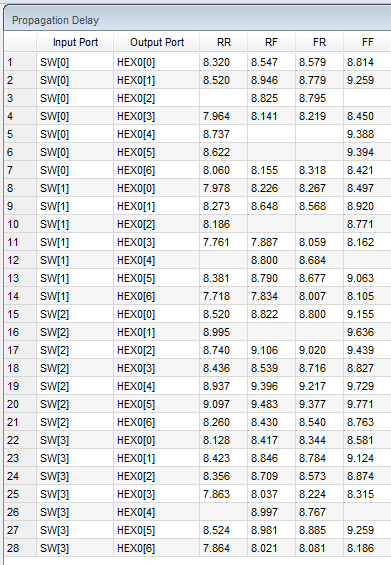 Propagation Delay
Input Port Output Port RR RF FR FF
1 SW[0] HEX0[0] 8.320 8.547 8.579 8.814
2 SW[0] HEX0[1] 8.520 8.946 8.779 9.259
3 SW[0] HEX0[2] 8.825 8.795
4 SW[0] HEX0[3] 7.964 8.141 8.219 8.450
5 SW[0] HEX0[4] 8.737 9.388
6 SW[0] HEX0[5] 8.622 9.394
7 SW[0] HEX0[6] 8.060 8.155 8.318 8.421
8 SW[1] HEX0[0] 7.978 8.226 8.267 8.497
9 SW[1] HEX0[1] 8.273 8.648 8.568 8.920
10 SW[1] HEX0[2] 8.186 8.771
11 SW[1] HEX0[3] 7.761 7.887 8.059 8.162
12 SW[1] HEX0[4] 8.800 8.684
13 SW[1] HEX0[5] 8.381 8.790 8.677 9.063
14 SW[1] HEX0[6] 7.718 7.834 8.007 8.105
15 SW[2] HEX0[0] 8.520 8.822 8.800 9.155
16 SW[2] HEX0[1] 8.995 9.636
17 SW[2] HEX0[2] 8.740 9.106 9.020 9.439
18 SW[2] HEX0[3] 8.436 8.539 8.716 8.827
19 SW[2] HEX0[4] 8.937 9.396 9.217 9.729
20 SW[2] HEX0[5] 9.097 9.483 9.377 9.771
21 SW[2] HEX0[6] 8.260 8.430 8.540 8.763
22 SW[3] HEX0[0] 8.128 8.417 8.344 8.581
23 SW[3] HEX0[1] 8.423 8.846 8.784 9.124
24 SW[3] HEX0[2] 8.356 8.709 8.573 8.874
25 SW[3] HEX0[3] 7.863 8.037 8.224 8.315
26 SW[3] HEX0[4] 8.997 8.767
27 SW[3] HEX0[5] 8.524 8.981 8.885 9.259
28 SW[3] HEX0[6] 7.864 8.021 8.081 8.186